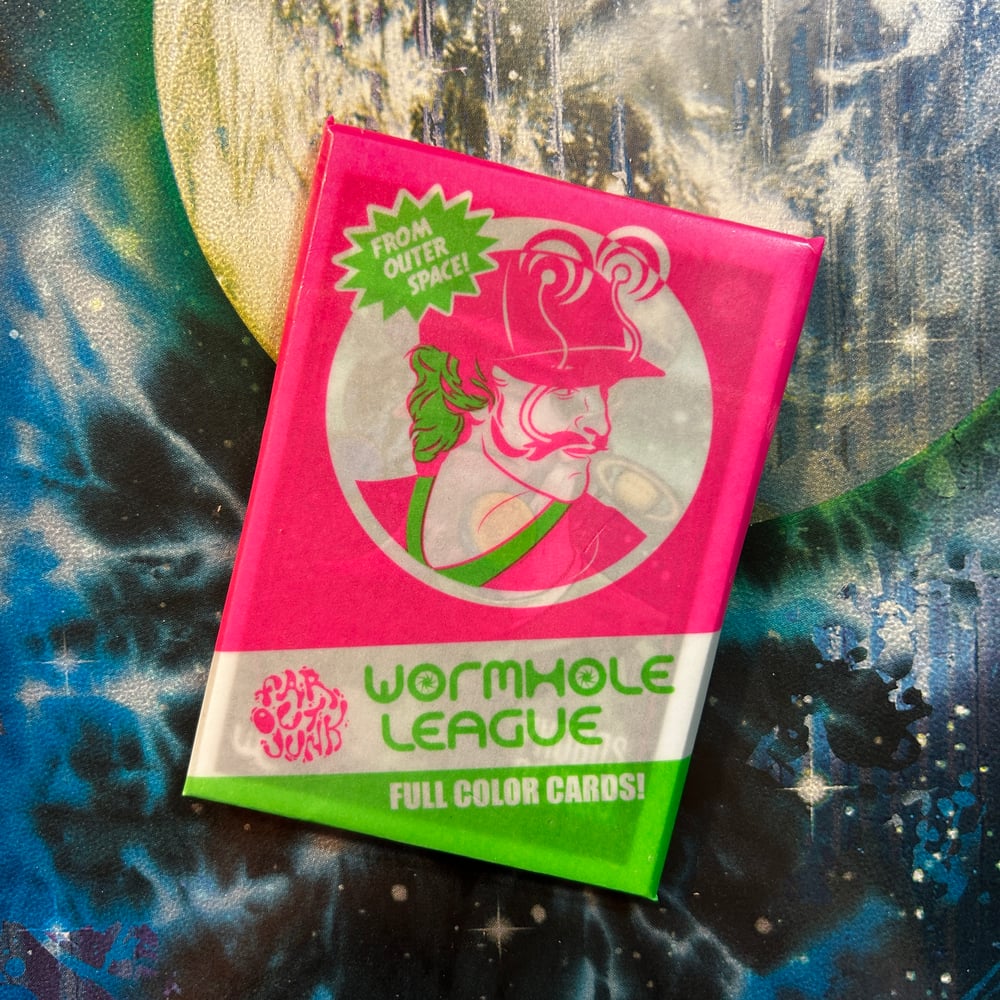 FROM
OUTER
SPACE!
FAR
OUT
JUNK
WORMHOLE
LEAGUE
FULL COLOR CARDS!